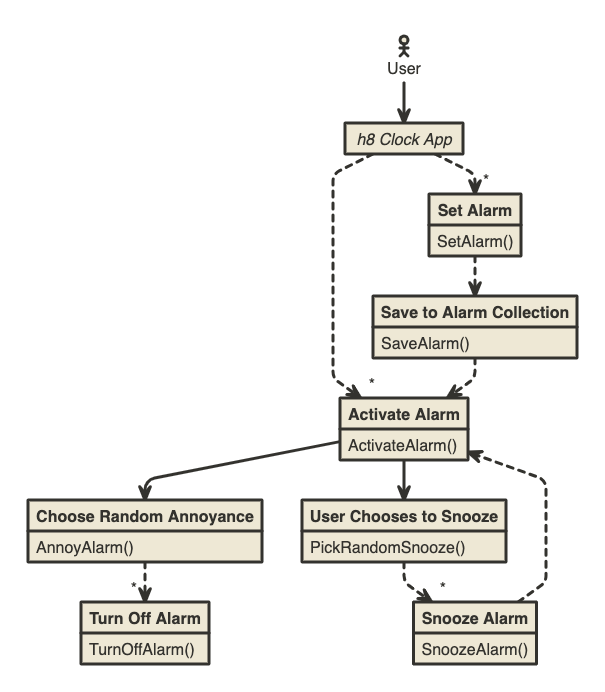 User
h8 Clock App
*
Set Alarm
SetAlarm()
Save to Alarm Collection
SaveAlarm()
*
Activate Alarm
ActivateAlarm()
Choose Random Annoyance
AnnoyAlarm()
User Chooses to Snooze
PickRandomSnooze()
*
*
Turn Off Alarm
TurnOffAlarm()
Snooze Alarm
SnoozeAlarm()